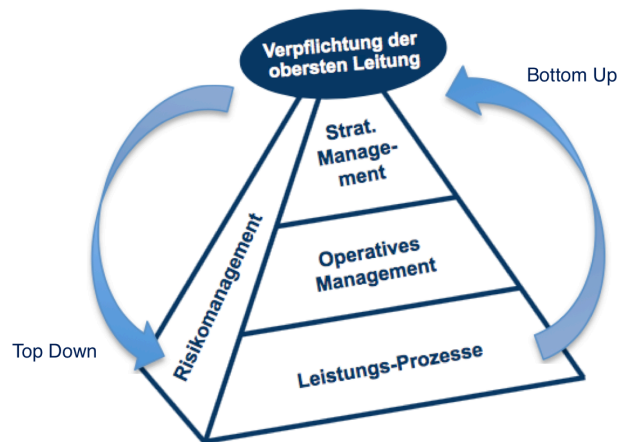 Verpflichtung der
obersten Leitung
Bottom Up
Strat.
Manage-
ment
Operatives
Management
Risikomanagement
Top Down
Leistungs-Prozesse